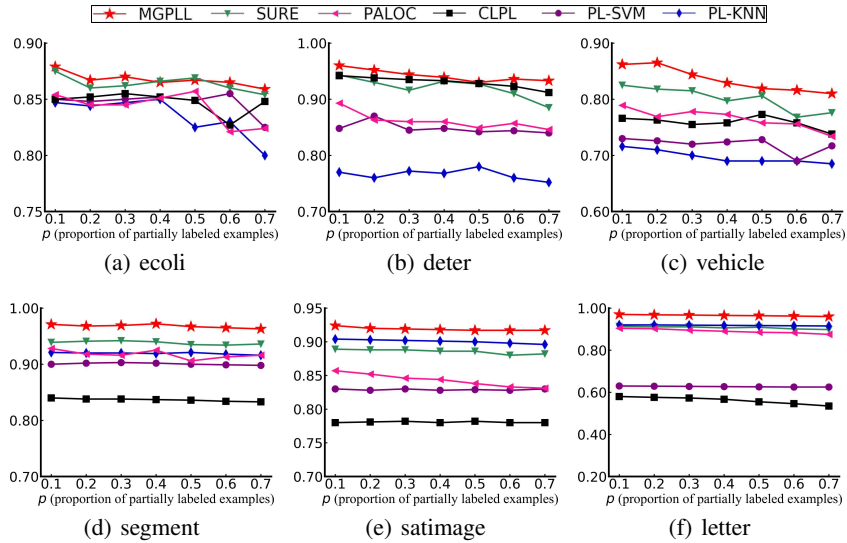 MGPLL SURE PALOC CLPL PL-SVM PL-KNN
0.90 0.85 0.80 0.75
0.1 0.2 0.3 0.4 0.5 0.6 0.7
p (proportion of partially labeled examples)
(a) ecoli
1.00 0.90 0.80 0.70
0.1 0.2 0.3 0.4 0.5 0.6 0.7
p (proportion of partially labeled examples)
(b) deter
0.90 0.80 0.70 0.60
0.1 0.2 0.3 0.4 0.5 0.6 0.7
p (proportion of partially labeled examples)
(c) vehicle
1.00 0.90 0.80 0.70
0.1 0.2 0.3 0.4 0.5 0.6 0.7
p (proportion of partially labeled examples)
(d) segment
0.95 0.90 0.85 0.80 0.75 0.70
0.1 0.2 0.3 0.4 0.5 0.6 0.7
p (proportion of partially labeled examples)
(e) satimage
1.00 0.80 0.60 0.40 0.20
0.1 0.2 0.3 0.4 0.5 0.6 0.7
p (proportion of partially labeled examples)
(f) letter